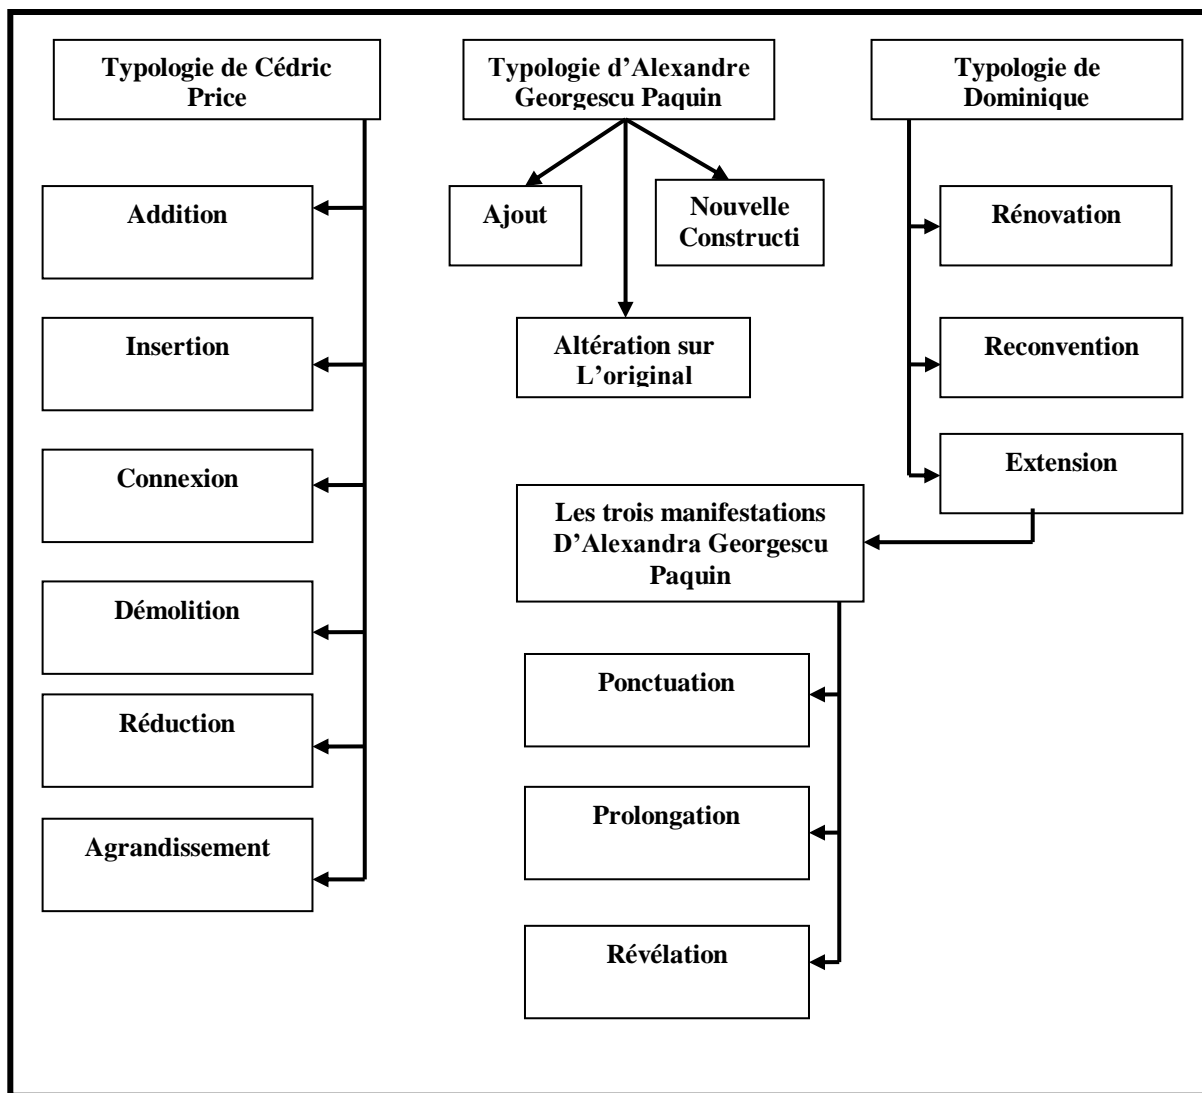 Typologie de Cédric
Price
Addition
Insertion
Connexion
Démolition
Réduction
Agrandissement
Typologie d’Alexandre
Georgescu Paquin
Ajout
Nouvelle
Constructi
Altération sur
L’original
Typologie de
Dominique
Rénovation
Reconvention
Extension
Les trois manifestations
D’Alexandra Georgescu
Paquin
Ponctuation
Prolongation
Révélation